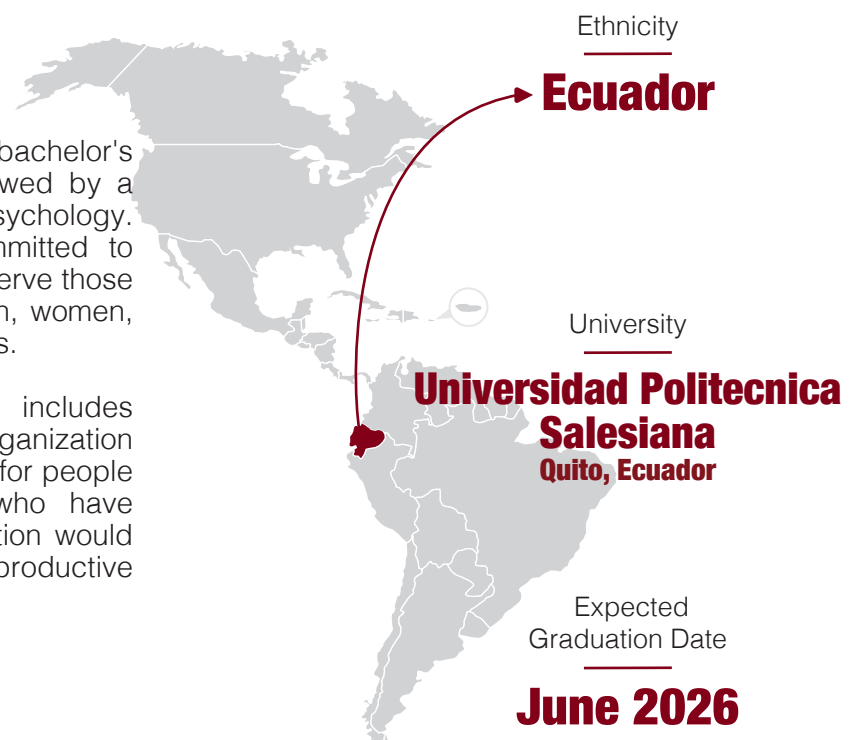 bachelor's
wed by a
sychology.
mmitted to
erve those
n, women,
s.
includes
ganization
for people
who have
tion would
productive
Ethnicity
Ecuador
University
Universidad Politecnica
Salesiana
Quito, Ecuador
Expected
Graduation Date
June 2026